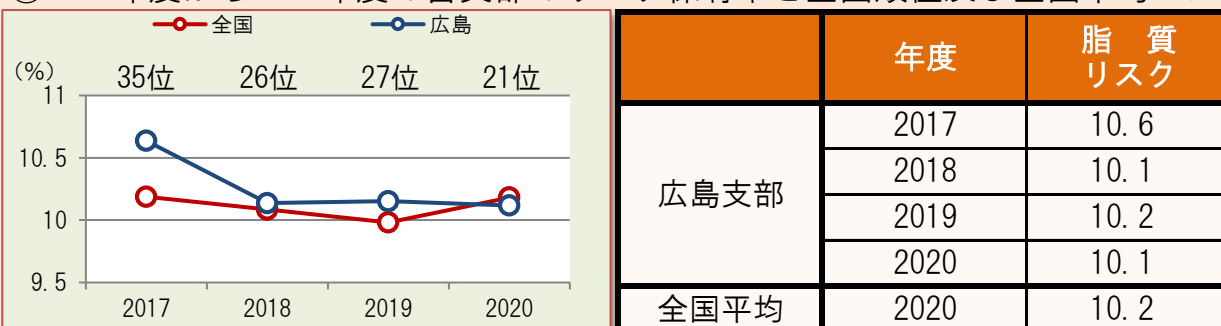 全国 広島
(%) 35位 26位 27位 21位
11
10.5
10
9.5
2017 2018 2019 2020
年度 脂 質
リスク
広島支部 2017 10.6
2018 10.1
2019 10.2
2020 10.1
全国平均 2020 10.2